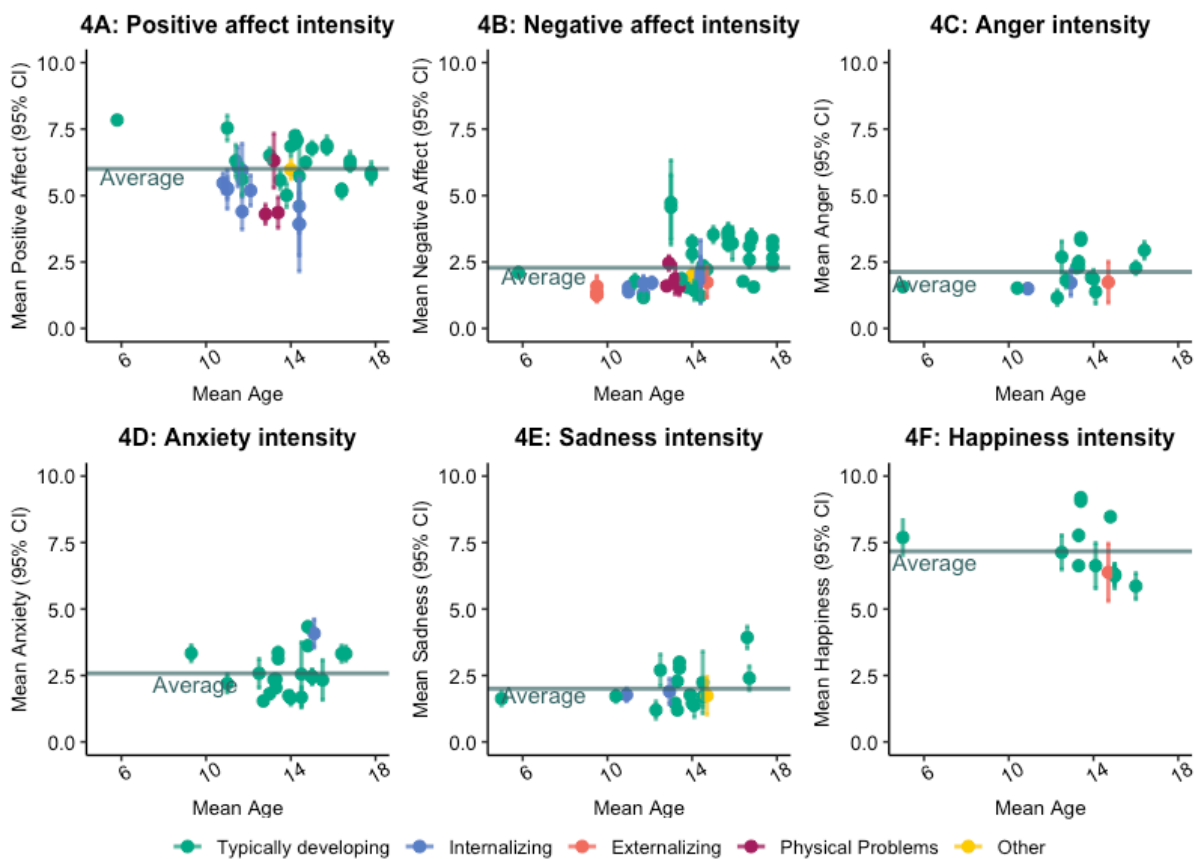 4A: Positive affect intensity
10.0
7.5
5.0
2.5
0.0
Mean Positive Affect (95% CI)
Average
6
10
14
18
Mean Age
4B: Negative affect intensity
10.0
7.5
5.0
2.5
0.0
Mean Negative Affect (95% CI)
Average
6
10
14
18
Mean Age
4C: Anger intensity
10.0
7.5
5.0
2.5
0.0
Mean Anger (95% CI)
Average
6
10
14
18
Mean Age
4D: Anxiety intensity
10.0
7.5
5.0
2.5
0.0
Mean Anxiety (95% CI)
Average
6
10
14
18
Mean Age
4E: Sadness intensity
10.0
7.5
5.0
2.5
0.0
Mean Sadness (95% CI)
Average
6
10
14
18
Mean Age
4F: Happiness intensity
10.0
7.5
5.0
2.5
0.0
Mean Happiness (95% CI)
Average
6
10
14
18
Mean Age
Typically developing Internalizing Externalizing Physical Problems Other